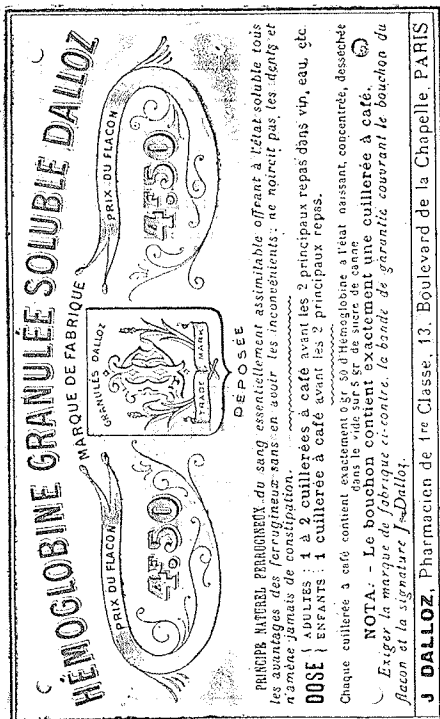 HÉMOGLOBINE GRANULÉE SOLUBLE DALLOZ
MARQUE DE FABRIQUE
PRIX DU FLACON
4F50
GRANULES DALLOZ
TRADE MARK
PRIX DU FLACON
4F50
DÉPOSÉE
PRINCIPE NATUREL FERRUGINEUX du sang essentiellement assimilable offrant à l'état soluble tous
les avantages des ferrugineux sans en avoir les inconvénients: ne noircit pas les dents et
n'amène jamais de constipation.
DOSE { ADULTES : 1 à 2 cuillerées à café avant les 2 principaux repas dans vin, eau, etc
ENFANTS : 1 cuillerée à café avant les 2 principaux repas.
Chaque cuillerée à café contient exactement 0 gr 50 d'Hémoglobine à l'état naissant, concentrée, desséchée
dans le vide sur 5 gr de sucre de canne
NOTA. - Le bouchon contient exactement une cuillerée à café.
Exiger la marque de fabrique ci-contre, la bande de garantie couvrant le bouchon du
flacon et la signature J. Dalloz.
J DALLOZ, Pharmacien de 1re Classe, 13, Boulevard de la Chapelle, PARIS